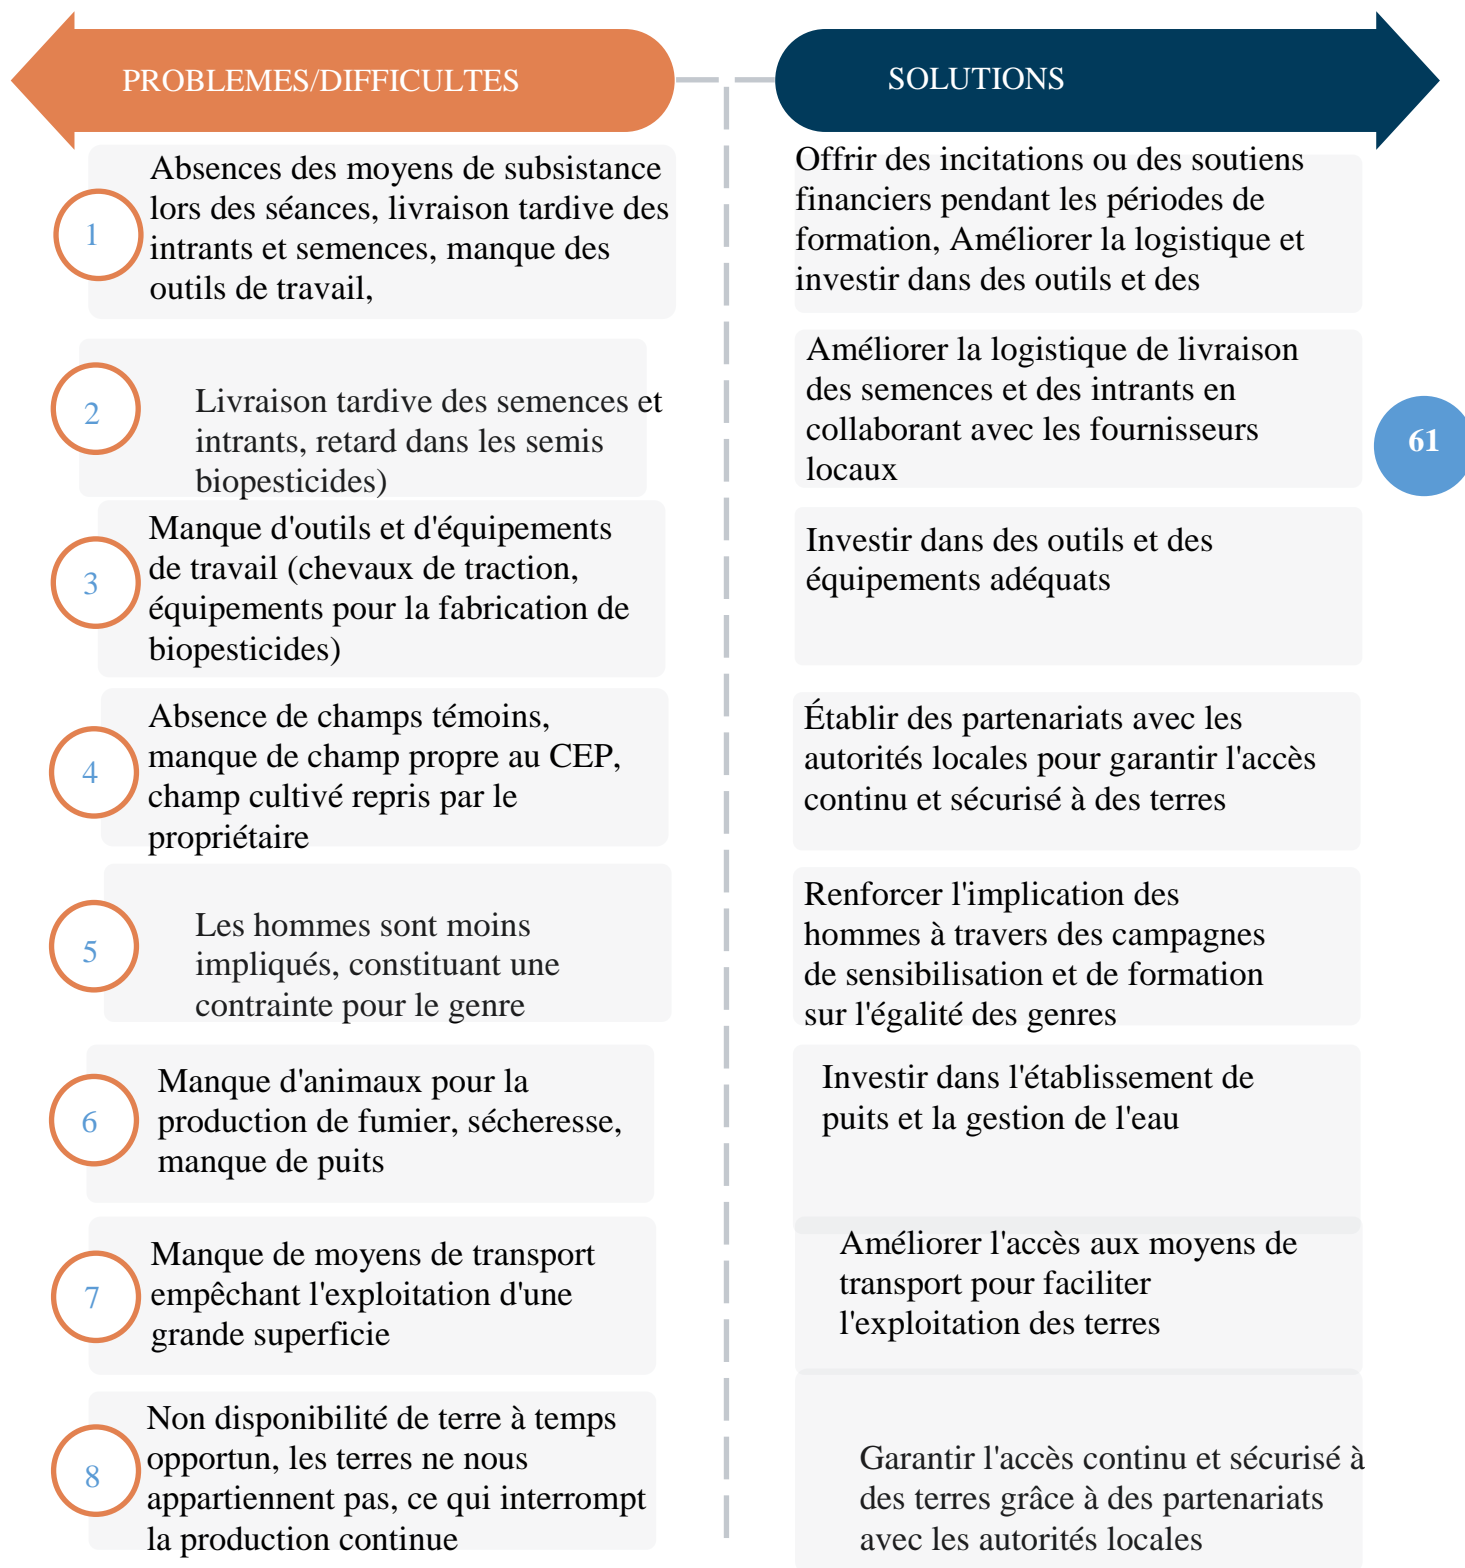 PROBLEMES/DIFFICULTES
SOLUTIONS
1
Absences des moyens de subsistance
lors des séances, livraison tardive des
intrants et semences, manque des
outils de travail,
Offrir des incitations ou des soutiens
financiers pendant les périodes de
formation, Améliorer la logistique et
investir dans des outils et des
2
Livraison tardive des semences et
intrants, retard dans les semis
biopesticides)
Améliorer la logistique de livraison
des semences et des intrants en
collaborant avec les fournisseurs
locaux
61
3
Manque d'outils et d'équipements
de travail (chevaux de traction,
équipements pour la fabrication de
biopesticides)
Investir dans des outils et des
équipements adéquats
4
Absence de champs témoins,
manque de champ propre au CEP,
champ cultivé repris par le
propriétaire
Établir des partenariats avec les
autorités locales pour garantir l'accès
continu et sécurisé à des terres
5
Les hommes sont moins
impliqués, constituant une
contrainte pour le genre
Renforcer l'implication des
hommes à travers des campagnes
de sensibilisation et de formation
sur l'égalité des genres
6
Manque d'animaux pour la
production de fumier, sécheresse,
manque de puits
Investir dans l'établissement de
puits et la gestion de l'eau
7
Manque de moyens de transport
empêchant l'exploitation d'une
grande superficie
Améliorer l'accès aux moyens de
transport pour faciliter
l'exploitation des terres
8
Non disponibilité de terre à temps
opportun, les terres ne nous
appartiennent pas, ce qui interrompt
la production continue
Garantir l'accès continu et sécurisé à
des terres grâce à des partenariats
avec les autorités locales